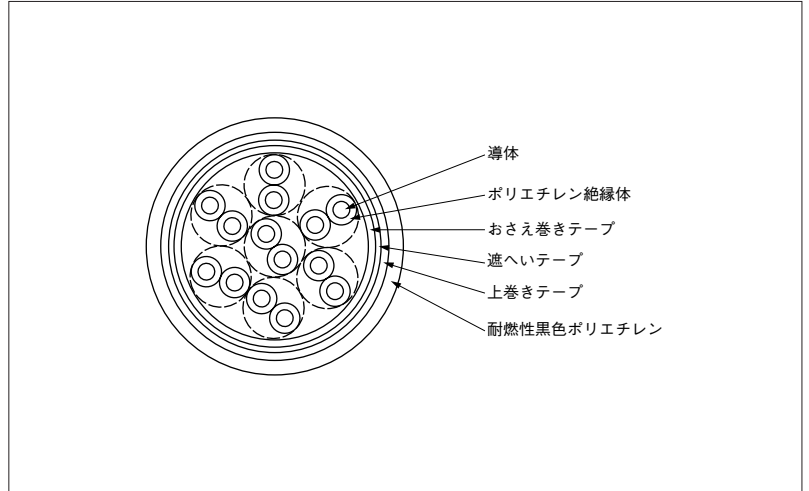 導体
ポリエチレン絶縁体
おさえ巻きテープ
遮へいテープ
上巻きテープ
耐燃性黒色ポリエチレン